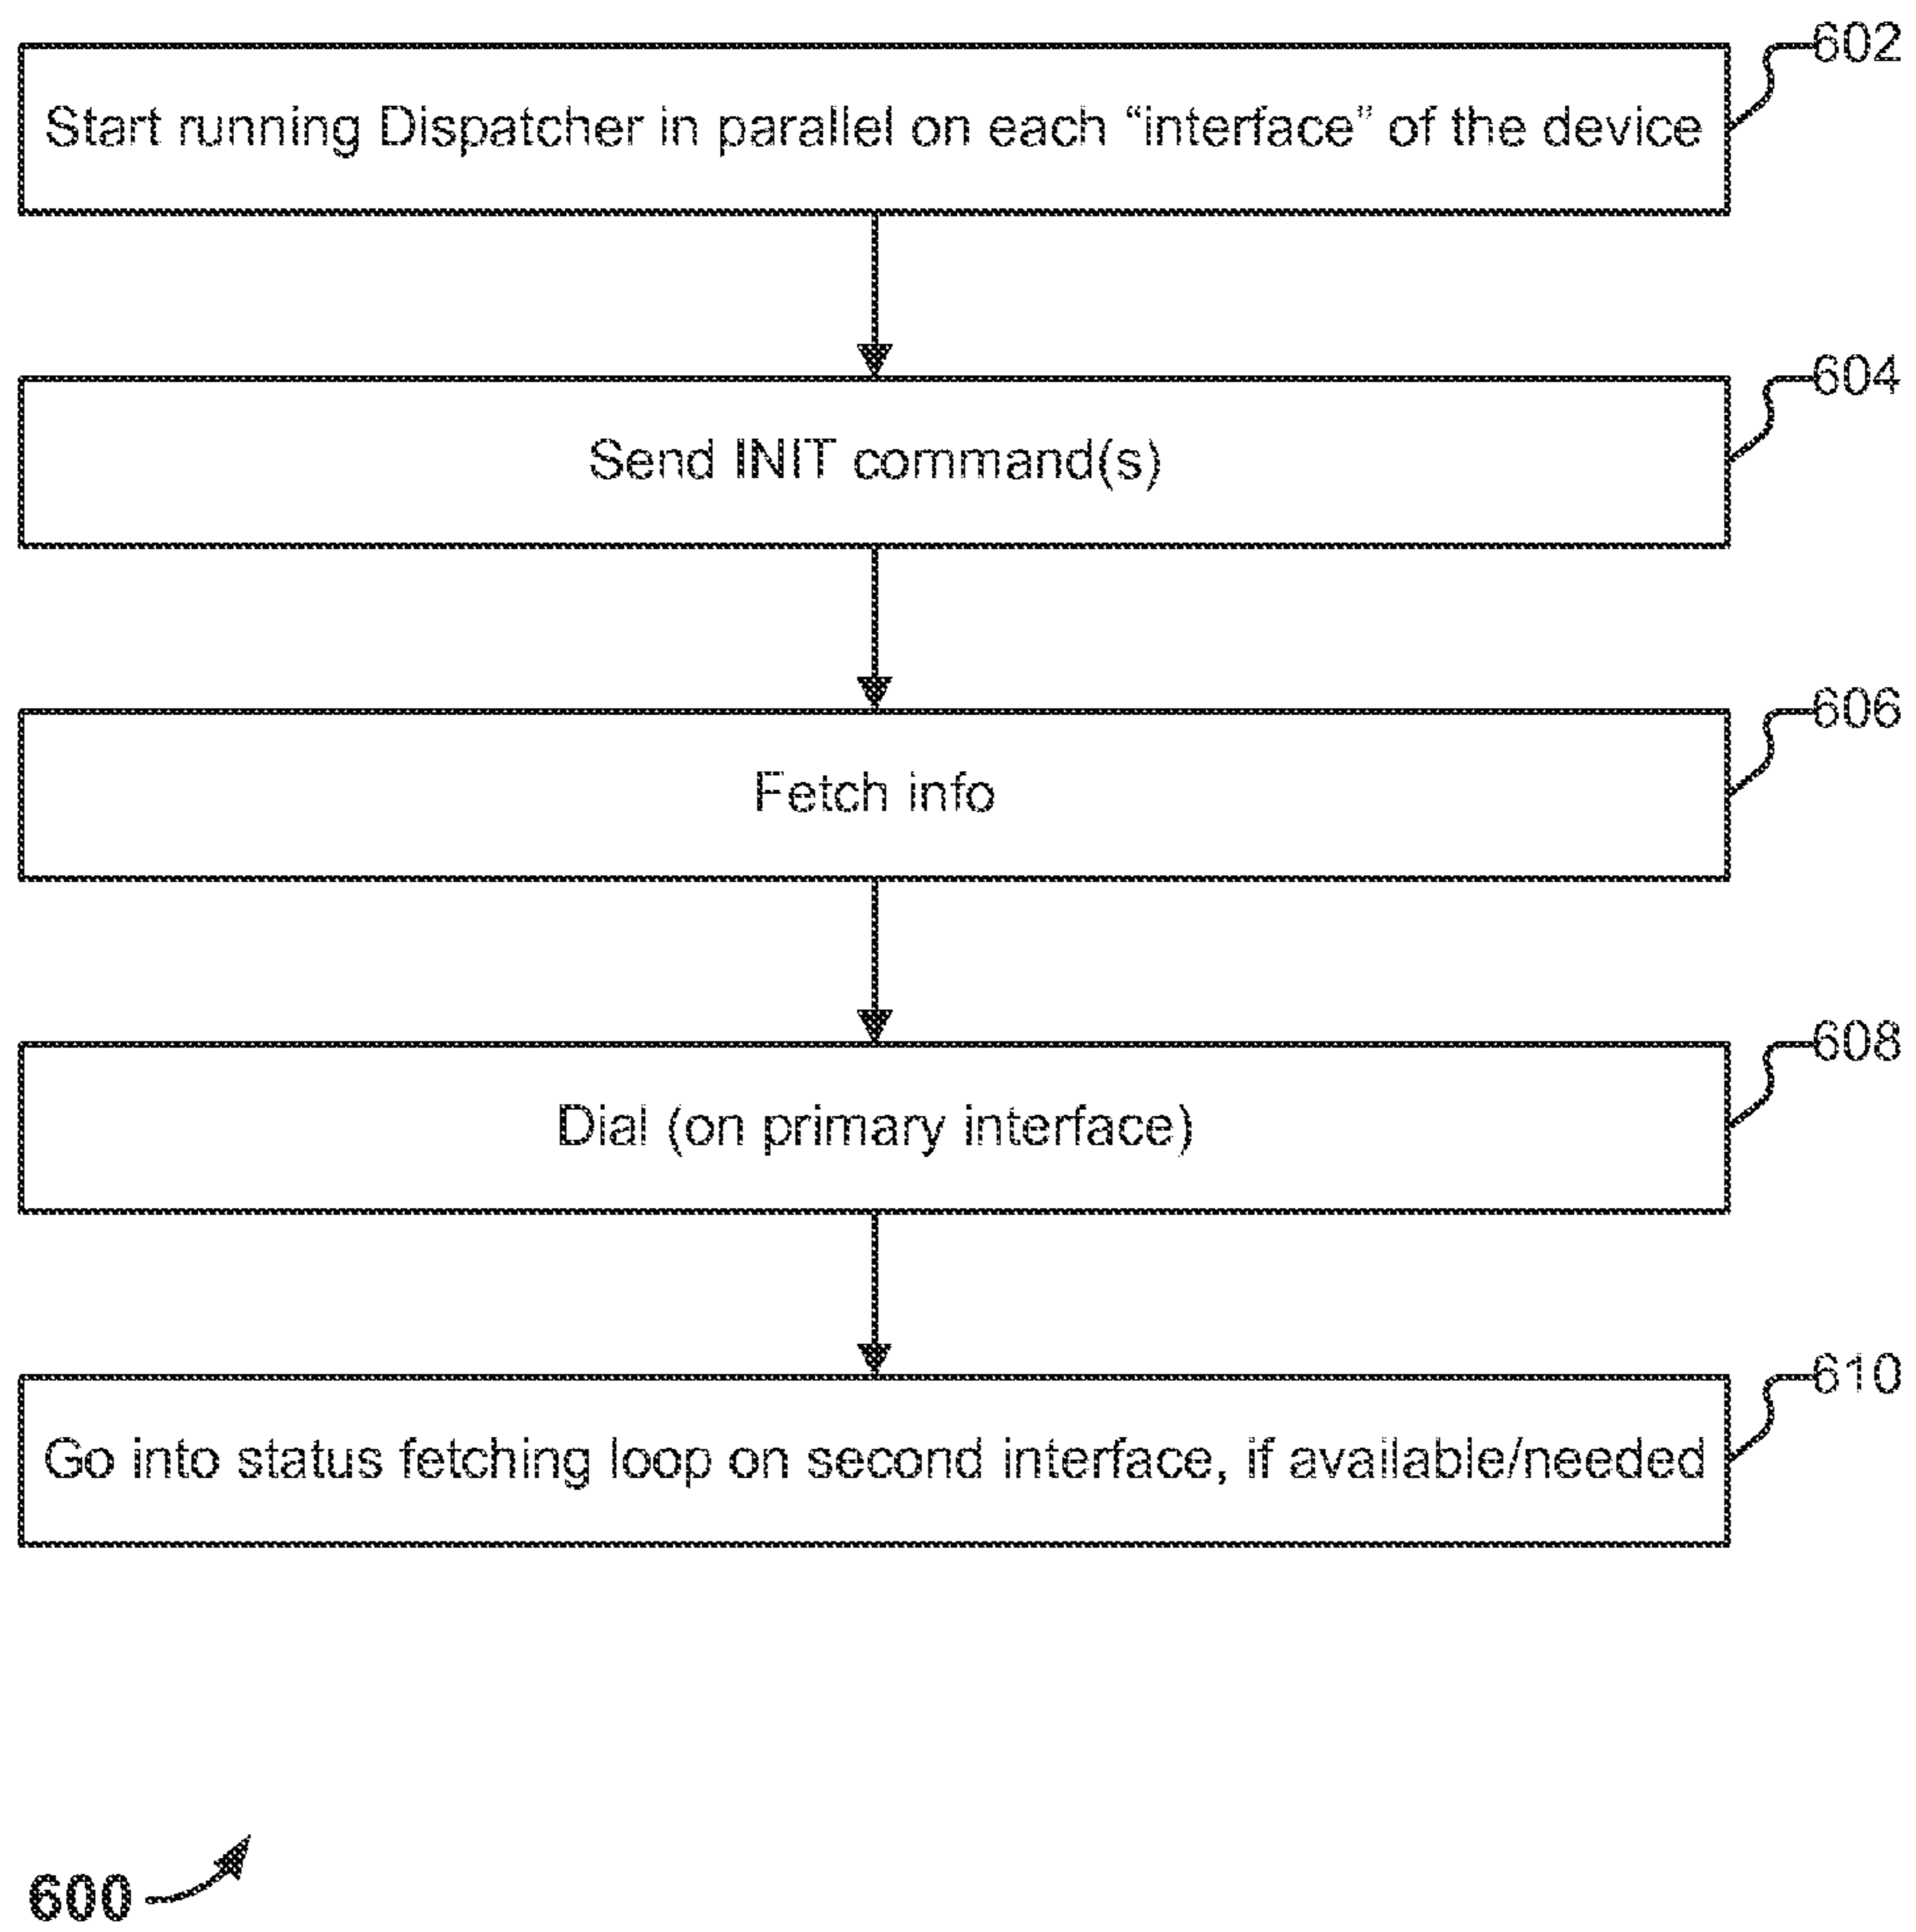 602
Start running Dispatcher in parallel on each “interface” of the device
604
Send INIT command(s)
606
Fetch info
608
Dial (on primary interface)
610
Go into status fetching loop on second interface, if available/needed
600